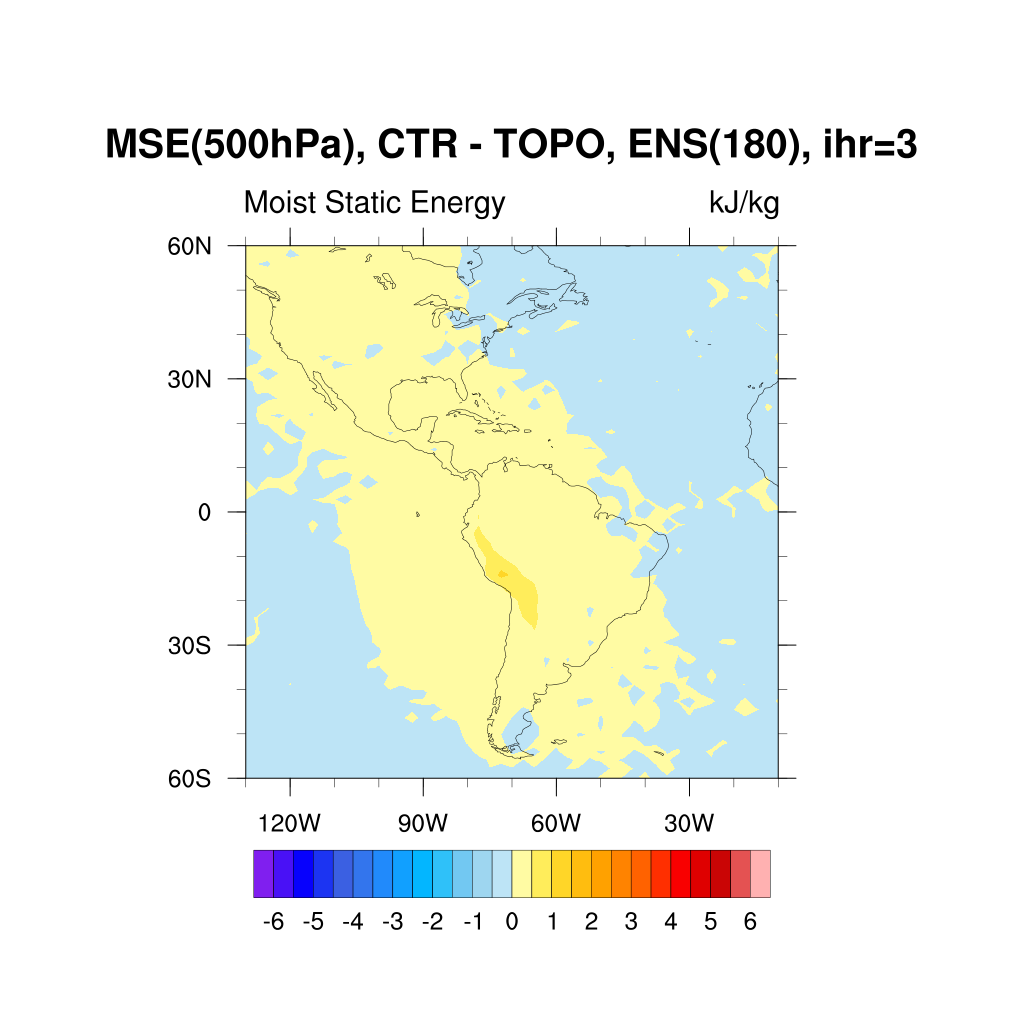 MSE(500hPa), CTR - TOPO, ENS(180), ihr=3
Moist Static Energy kJ/kg
60N
30N
0
30S
60S
120W 90W 60W 30W
-6 -5 -4 -3 -2 -1 0 1 2 3 4 5 6